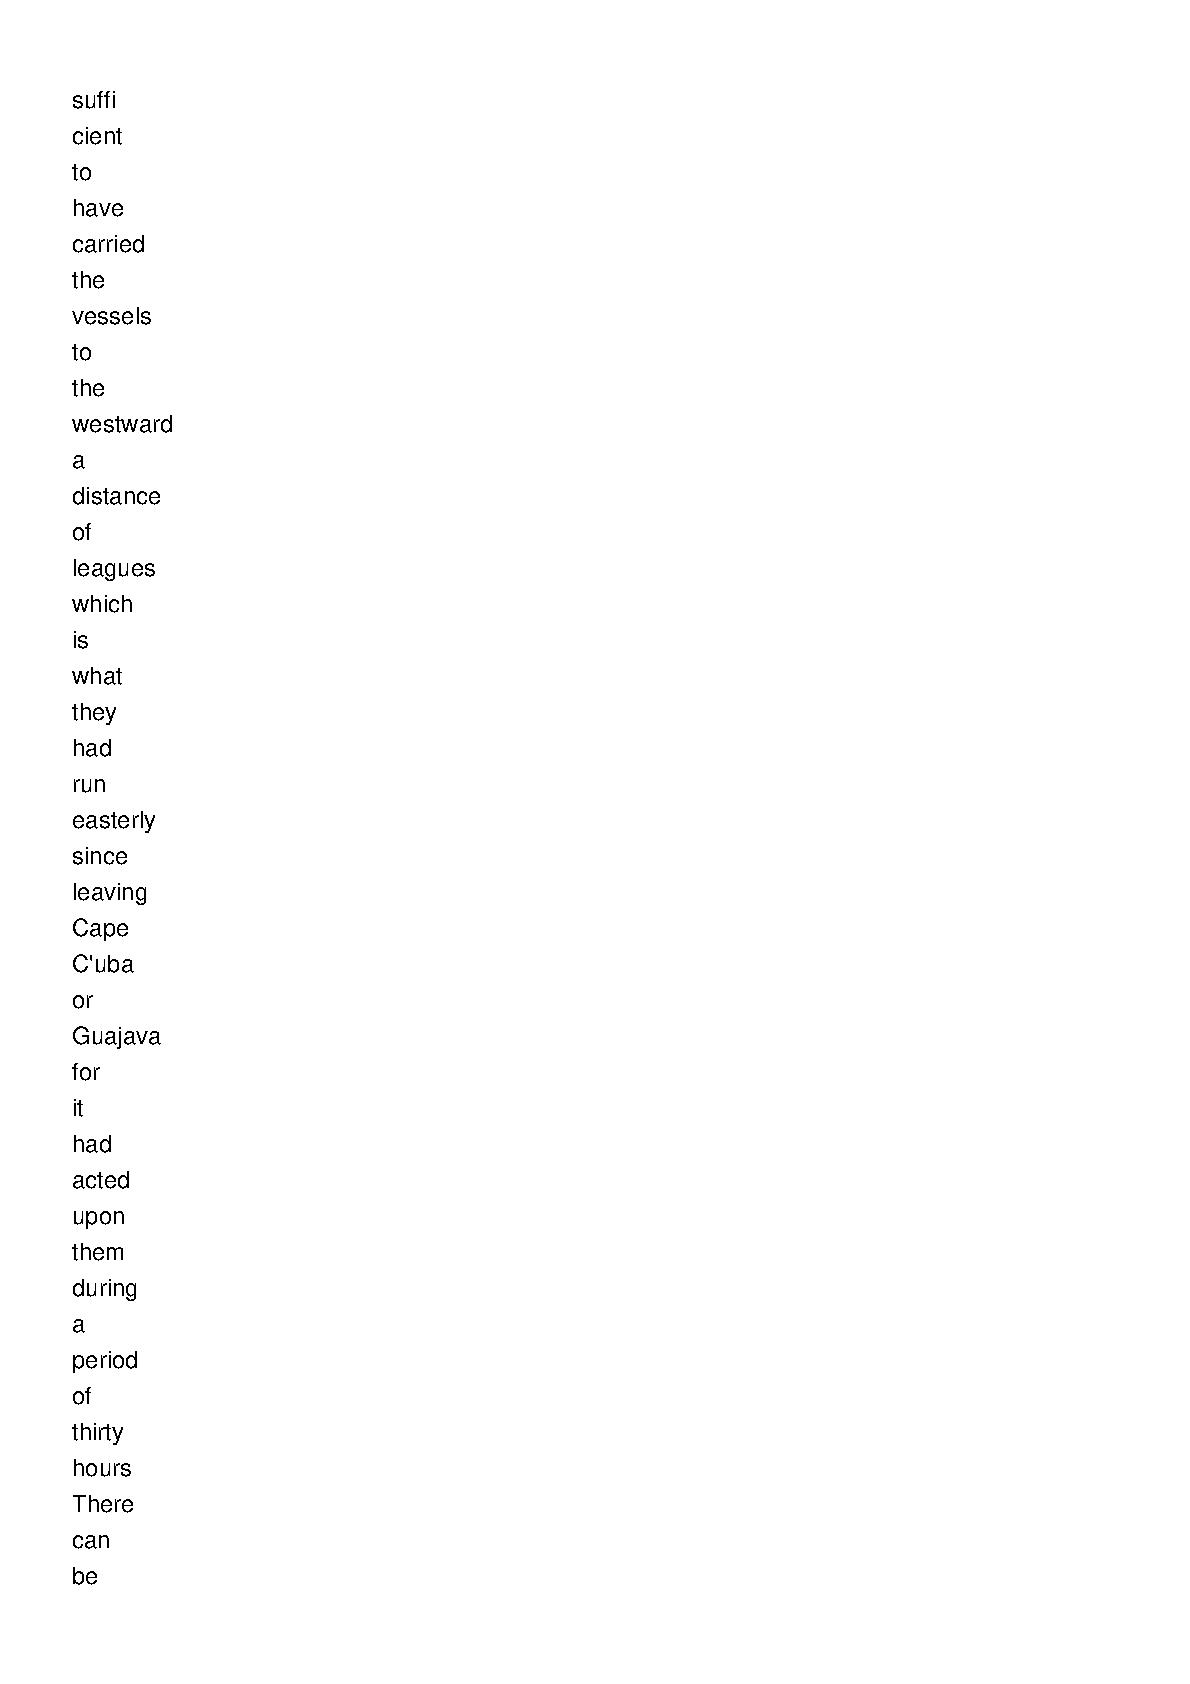 suffi
cient
to
have
carried
the
vessels
to
the
westward
a
distance
of
leagues
which
is
what
they
had
run
easterly
since
leaving
Cape
C'uba
or
Guajava
for
it
had
acted
upon
them
during
a
period
of
thirty
hours
There
can
be